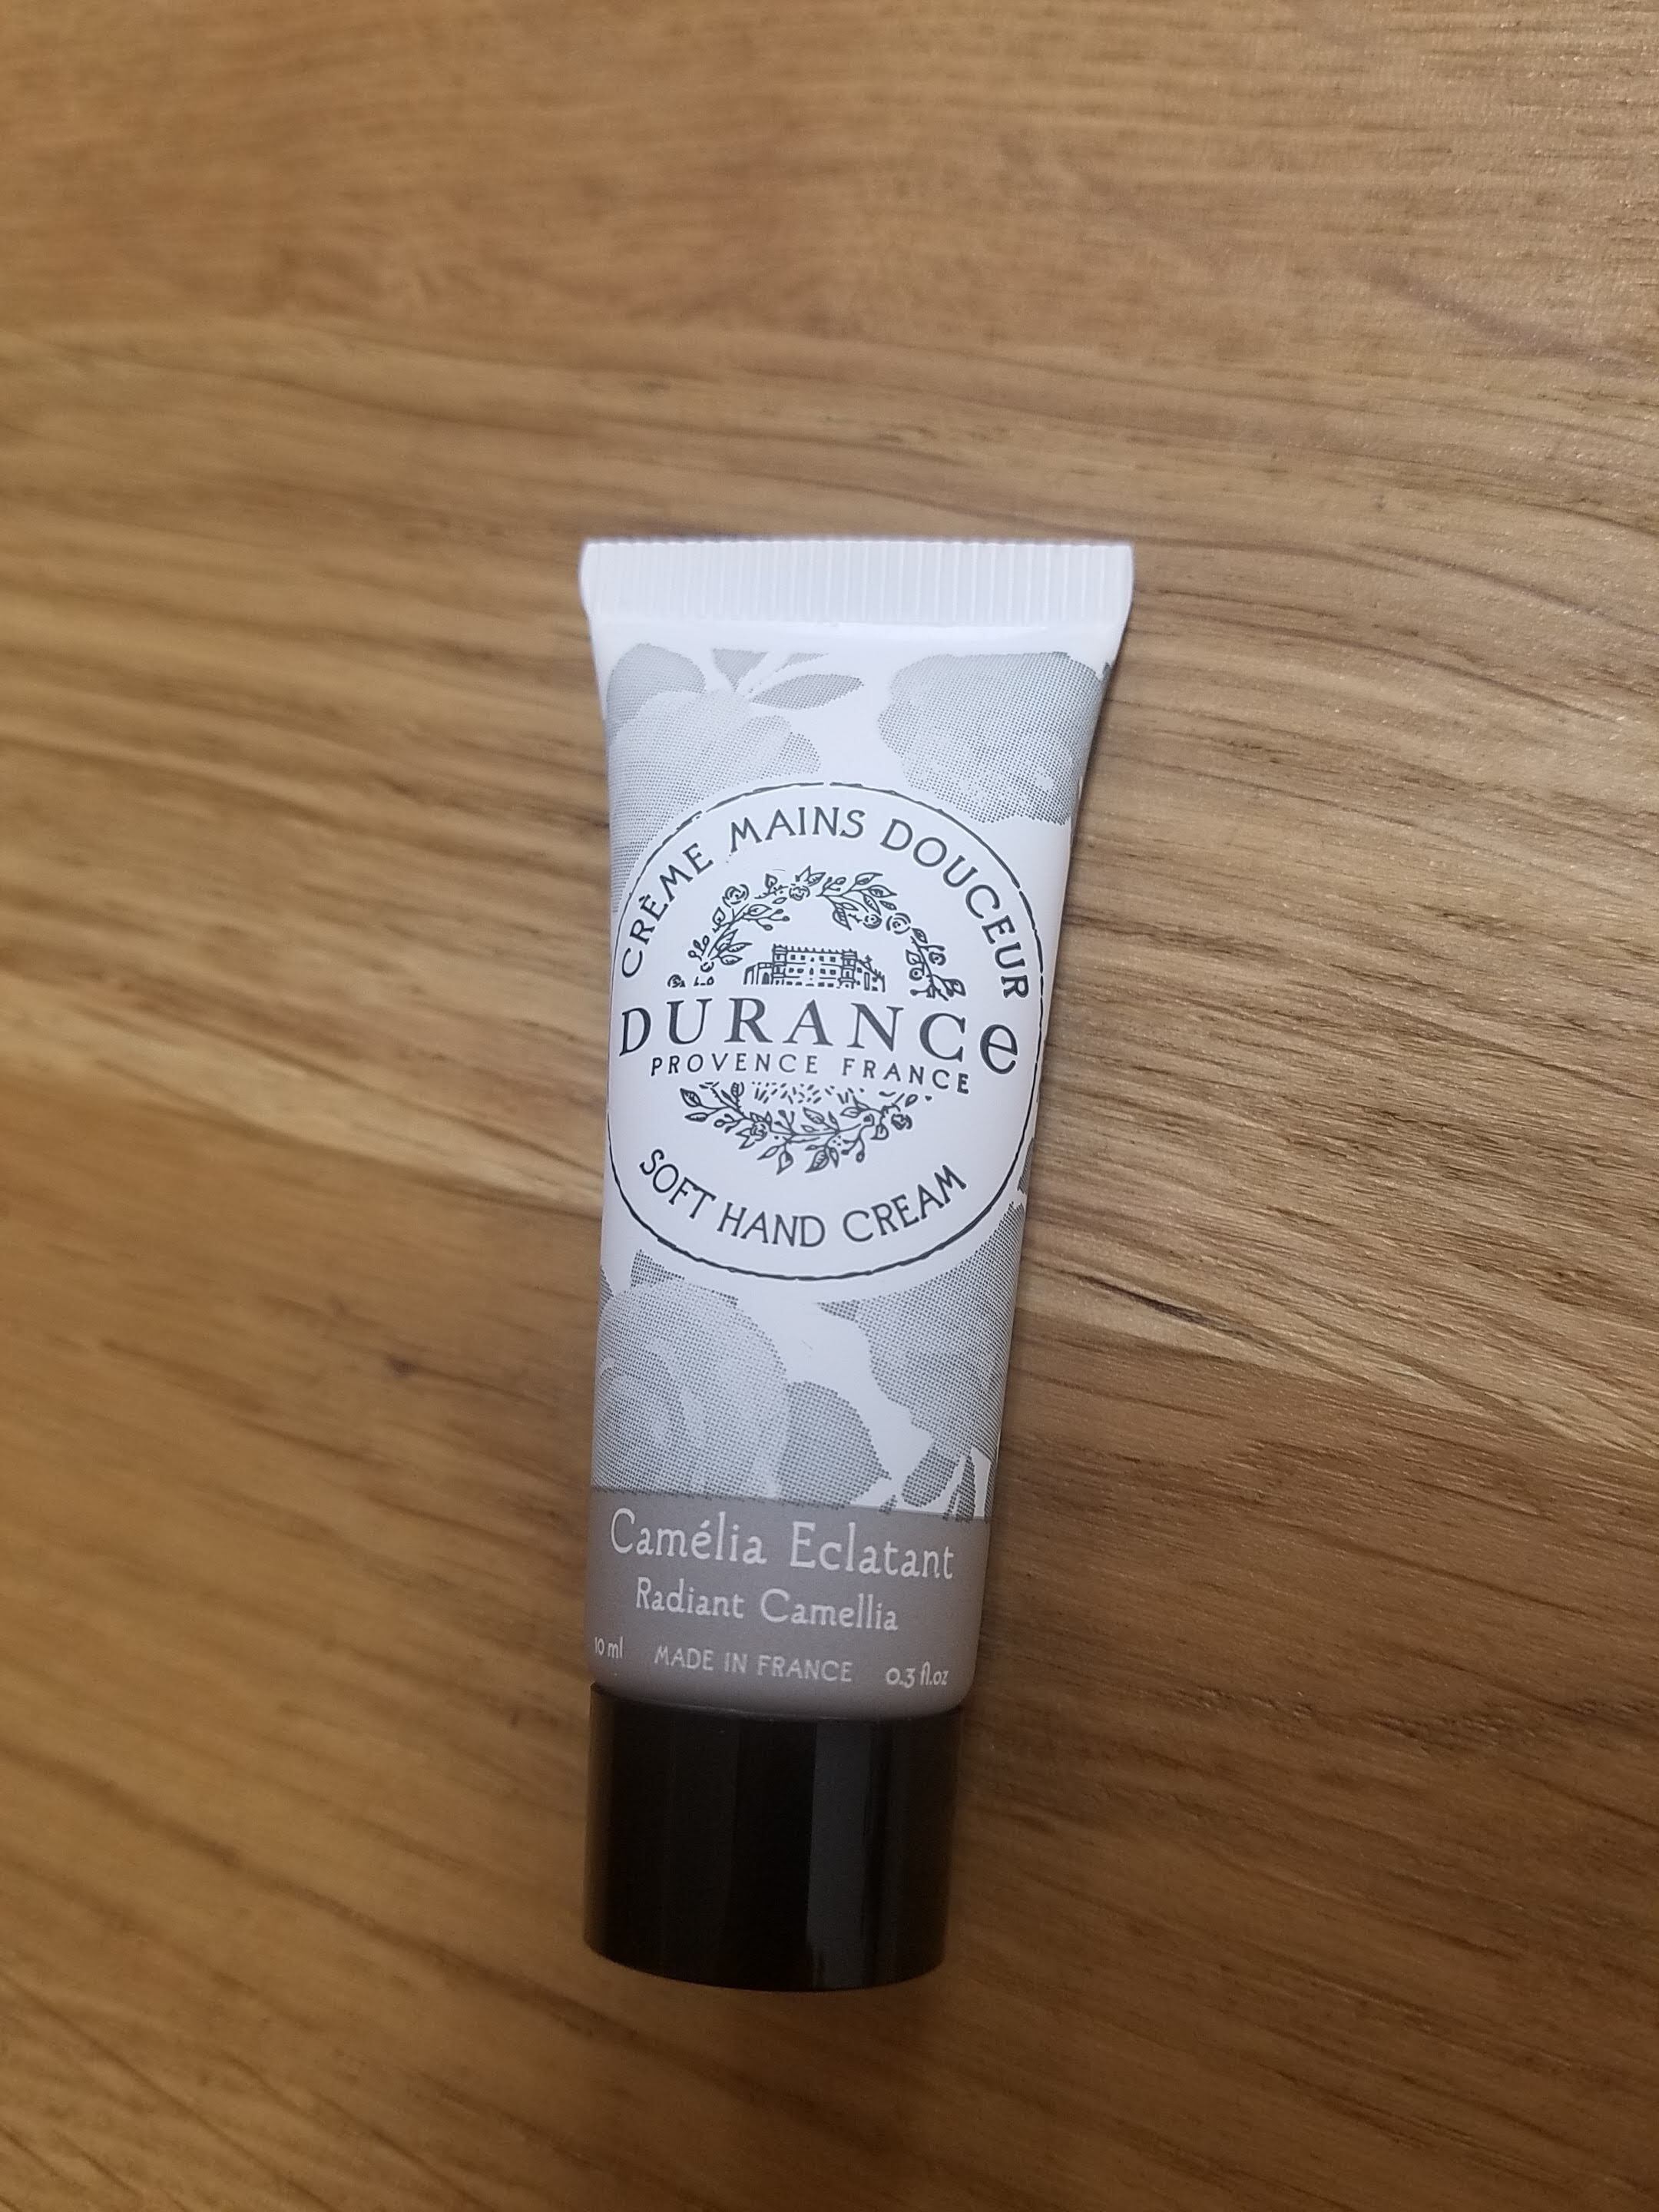 CRÈME MAINS DOUCEUR
DURANCe
PROVENCE FRANCE
SOFT HAND CREAM
Camélia Eclatant
Radiant Camellia
10 ml MADE IN FRANCE 0.3 fl.oz